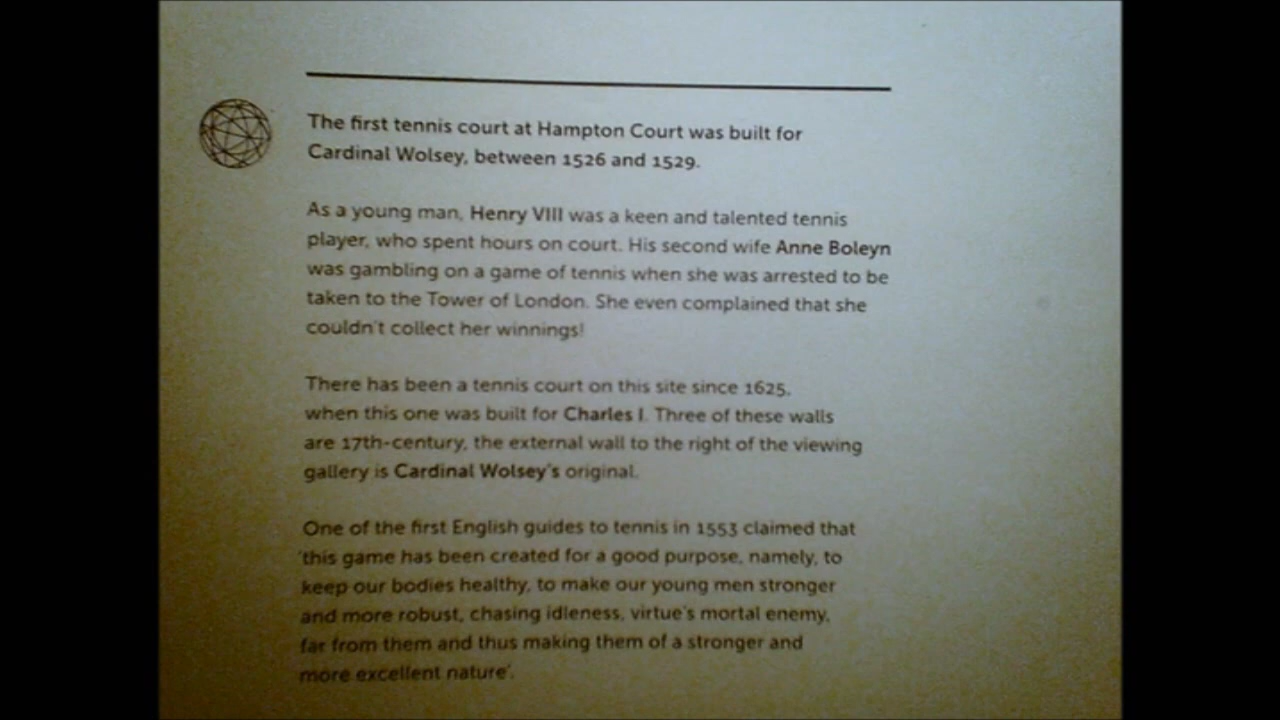 The first tennis court at Hampton Court was built for
Cardinal Wolsey, between 1526 and 1529.
As a young man, Henry VIII was a keen and talented tennis
player, who spent hours on court. His second wife Anne Boleyn
was gambling on a game of tennis when she was arrested to be
taken to the Tower of London. She even complained that she
couldn't collect her winnings!
There has been a tennis court on this site since 1625,
when this one was built for Charles I. Three of these walls
are 17th-century, the external wall to the right of the viewing
gallery is Cardinal Wolsey's original.
One of the first English guides to tennis in 1553 claimed that
'this game has been created for a good purpose, namely, to
keep our bodies healthy, to make our young men stronger
and more robust, chasing idleness, virtue's mortal enemy,
far from them and thus making them of a stronger and
more excellent nature'.